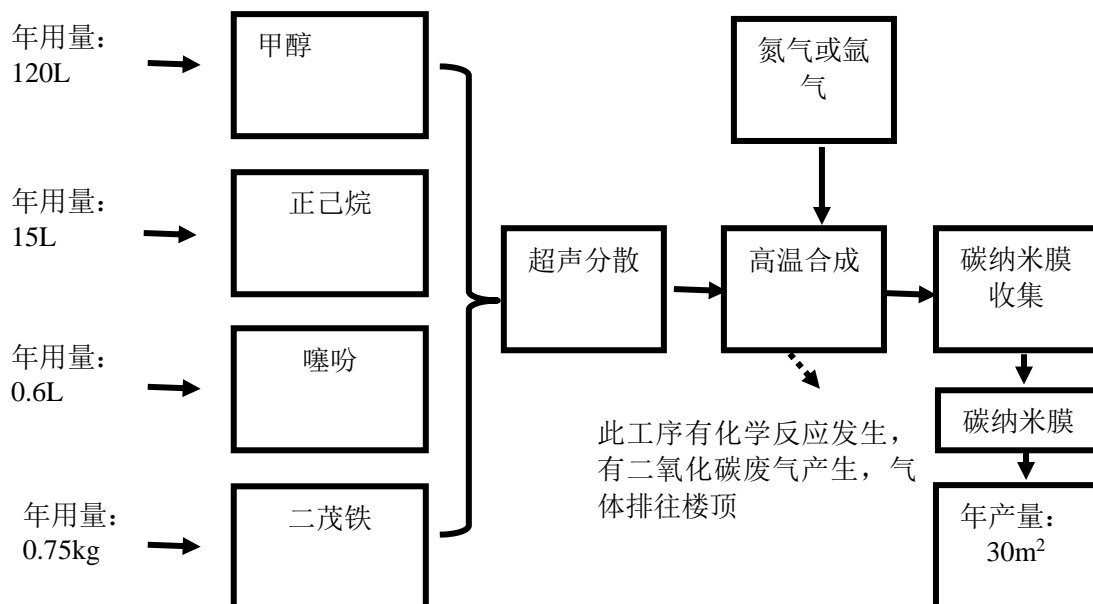 年用量：
120L
甲醇
氮气或氩
气
年用量：
15L
正己烷
超声分散
高温合成
碳纳米膜
收集
年用量：
0.6L
噻吩
碳纳米膜
此工序有化学反应发生，
有二氧化碳废气产生，气
体排往楼顶
年用量：
0.75kg
二茂铁
年产量：
30m²